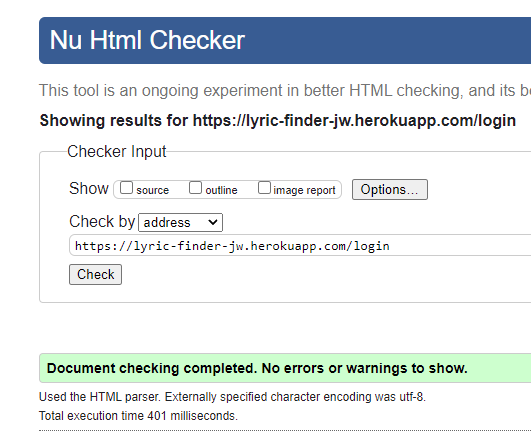 Nu Html Checker
This tool is an ongoing experiment in better HTML checking, and its
Showing results for https://lyric-finder-jw.herokuapp.com/login
Checker Input
Show source outline image report Options...
Check by address
https://lyric-finder-jw.herokuapp.com/login
Check
Document checking completed. No errors or warnings to show.
Used the HTML parser. Externally specified character encoding was utf-8.
Total execution time 401 milliseconds.